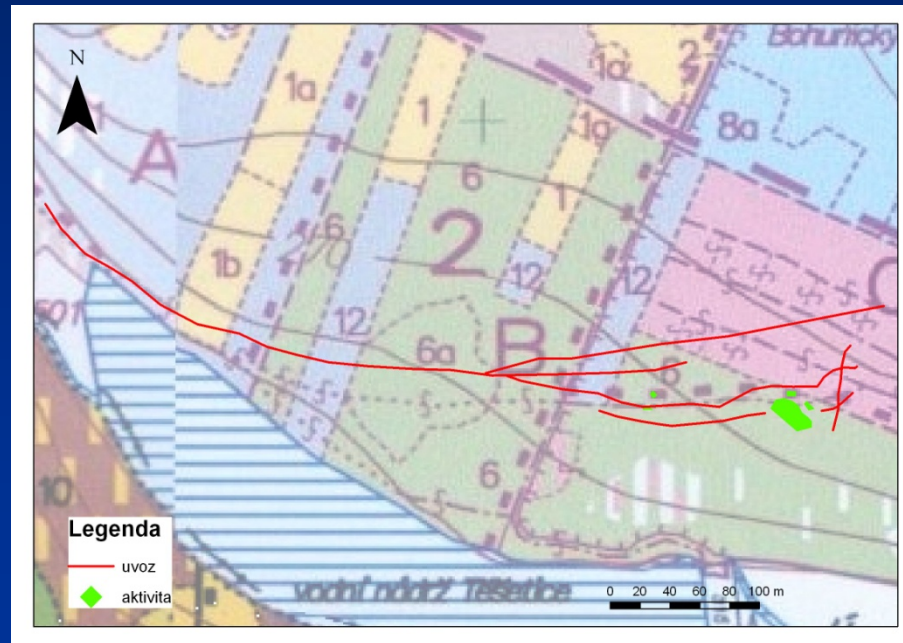 N
Bohunický
1
A
1a
1
1a
2
1g
8a
6
1
6
270
2
1b
12
12
12
C
501
6a
B
6
6
10
Legenda
uvoz
aktivita
vodní nádrž Těšetice
0 20 40 60 80 100 m